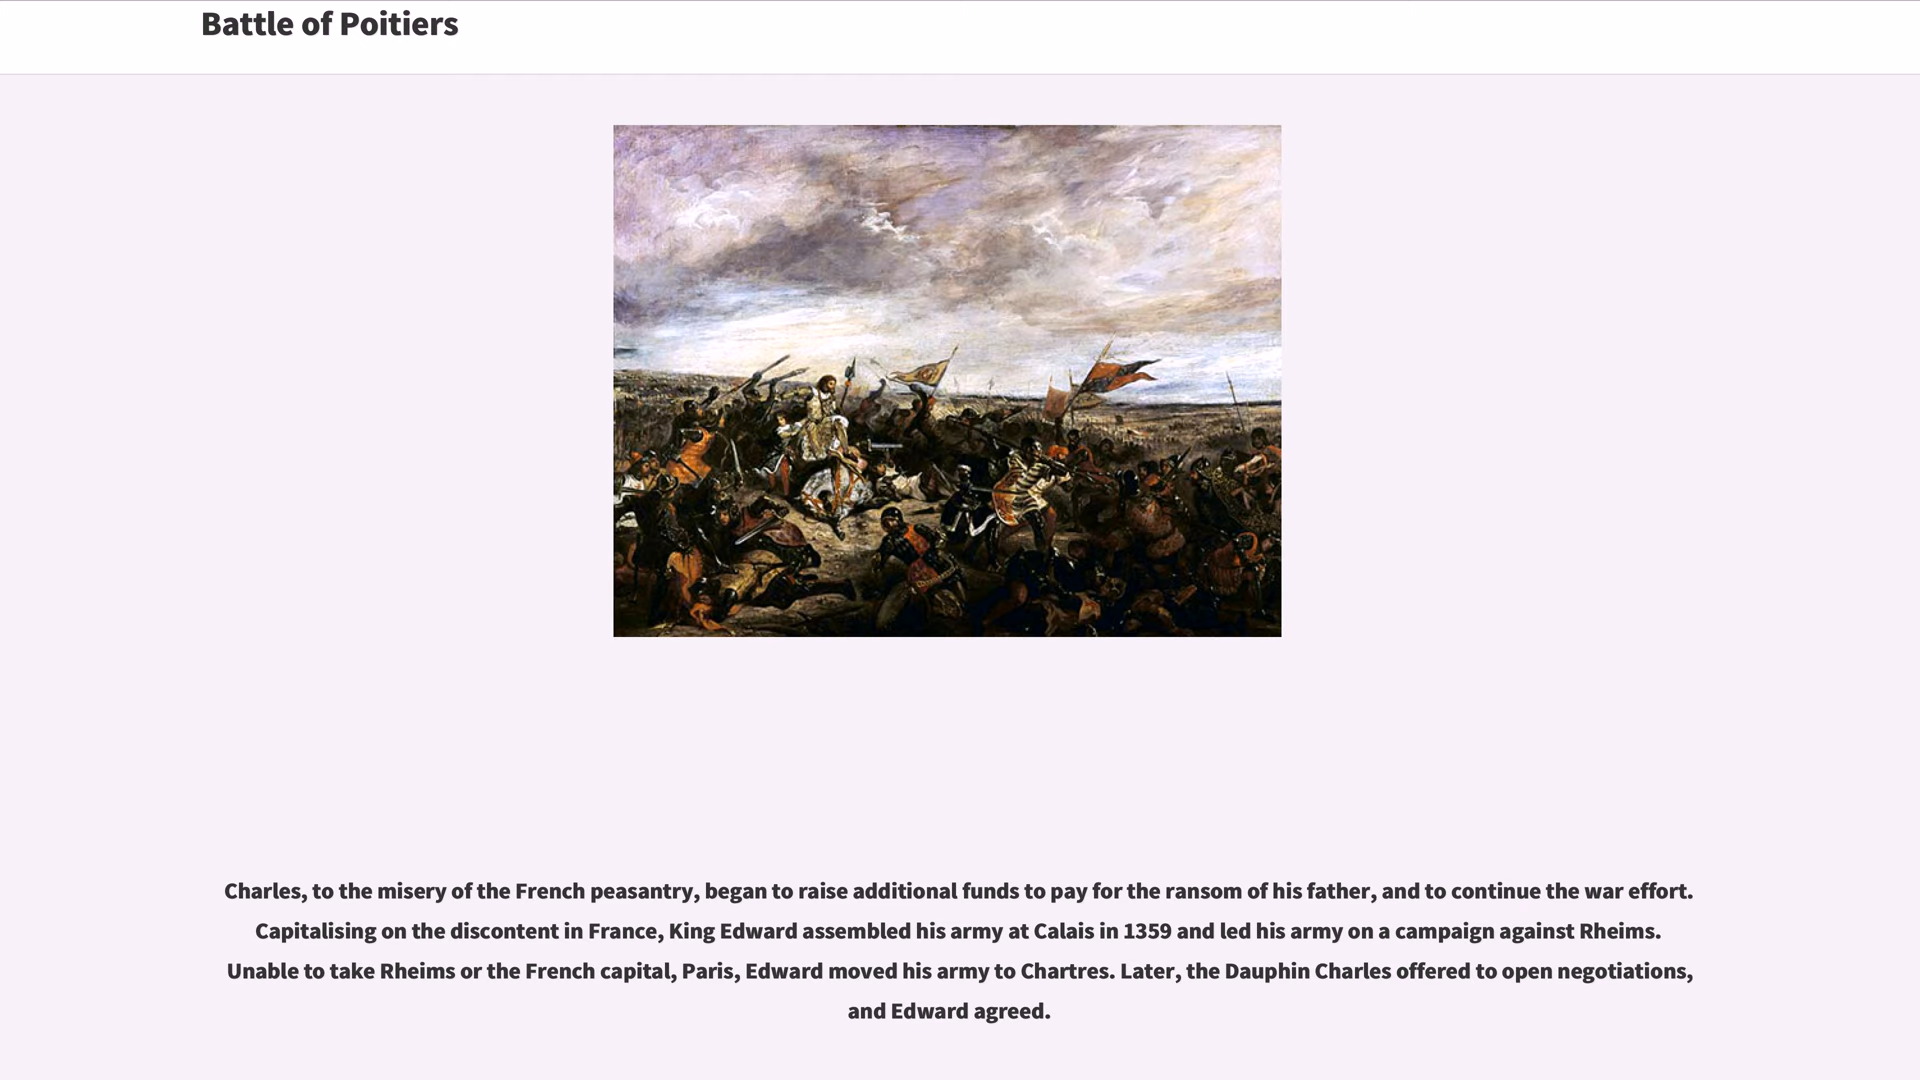 Battle of Poitiers
Charles, to the misery of the French peasantry, began to raise additional funds to pay for the ransom of his father, and to continue the war effort.
Capitalising on the discontent in France, King Edward assembled his army at Calais in 1359 and led his army on a campaign against Rheims.
Unable to take Rheims or the French capital, Paris, Edward moved his army to Chartres. Later, the Dauphin Charles offered to open negotiations,
and Edward agreed.